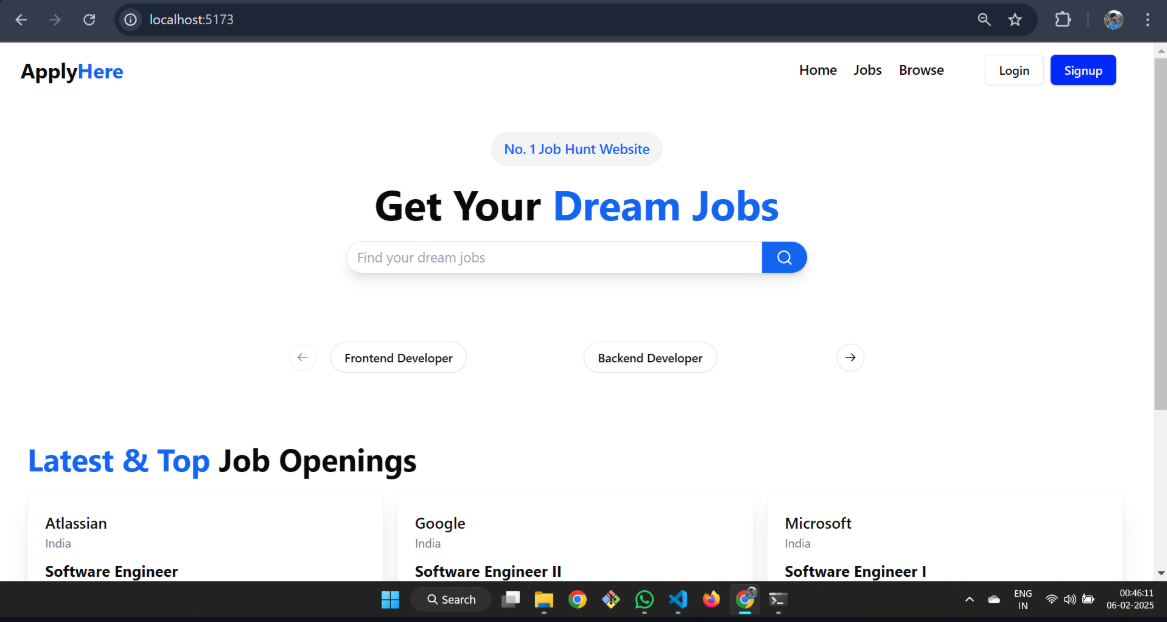 localhost:5173
ApplyHere
Home Jobs Browse Login Signup
No. 1 Job Hunt Website
Get Your Dream Jobs
Find your dream jobs
Frontend Developer Backend Developer
Latest & Top Job Openings
Atlassian Google Microsoft
India India India
Software Engineer Software Engineer II Software Engineer I
Search
ENG
IN
00:46:11
06-02-2025